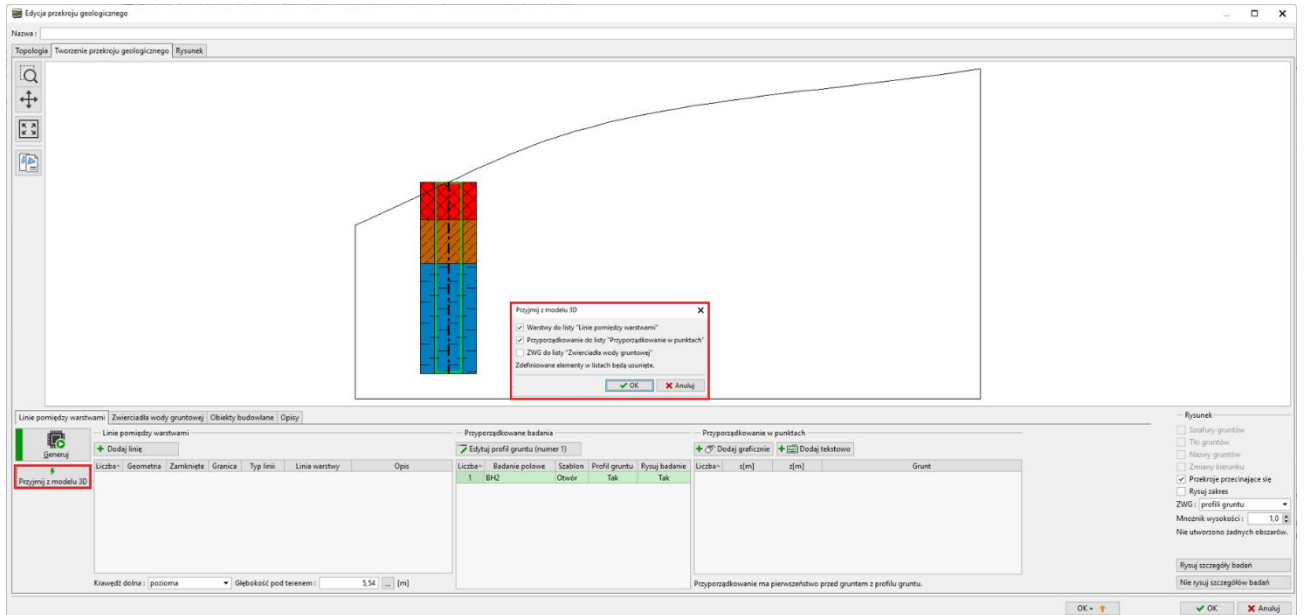 Edycja przekroju geologicznego
Nazwa :
Topologia Tworzenie przekroju geologicznego Rysunek
Przyjmij z modelu 3D
Warstwy do listy "Linie pomiędzy warstwami"
Przyporządkowanie do listy "Przyporządkowanie w punktach"
ZWG do listy "Zwierciadła wody gruntowej"
Zdefiniowane elementy w listach będą usunięte.
OK Anuluj
Linie pomiędzy warstwami Zwierciadła wody gruntowej Obiekty budowlane Opisy
Generuj
Przyjmij z modelu 3D
Linie pomiędzy warstwami
Dodaj linię
Liczba Geometria Zamknięte Granica Typ linii Linia warstwy Opis
Krawędź dolna : pozioma Głębokość pod terenem : 5,54 ... [m]
Przyporządkowane badania
Edytuj profil gruntu (numer 1)
Liczba Badanie polowe Szablon Profil gruntu Rysuj badanie
1 BH2 Otwór Tak Tak
Przyporządkowanie w punktach
Dodaj graficznie Dodaj tekstowo
Liczba s[m] z[m] Grunt
Przyporządkowanie ma pierwszeństwo przed gruntem z profilu gruntu.
Rysunek
Szrafury gruntów
Tło gruntów
Nazwy gruntów
Zmiany kierunku
Przekroje przecinające się
Rysuj zakres
ZWG : profili gruntu
Mnożnik wysokości : 1,0
Nie utworzono żadnych obszarów.
Rysuj szczegóły badań
Nie rysuj szczegółów badań
OK + OK Anuluj